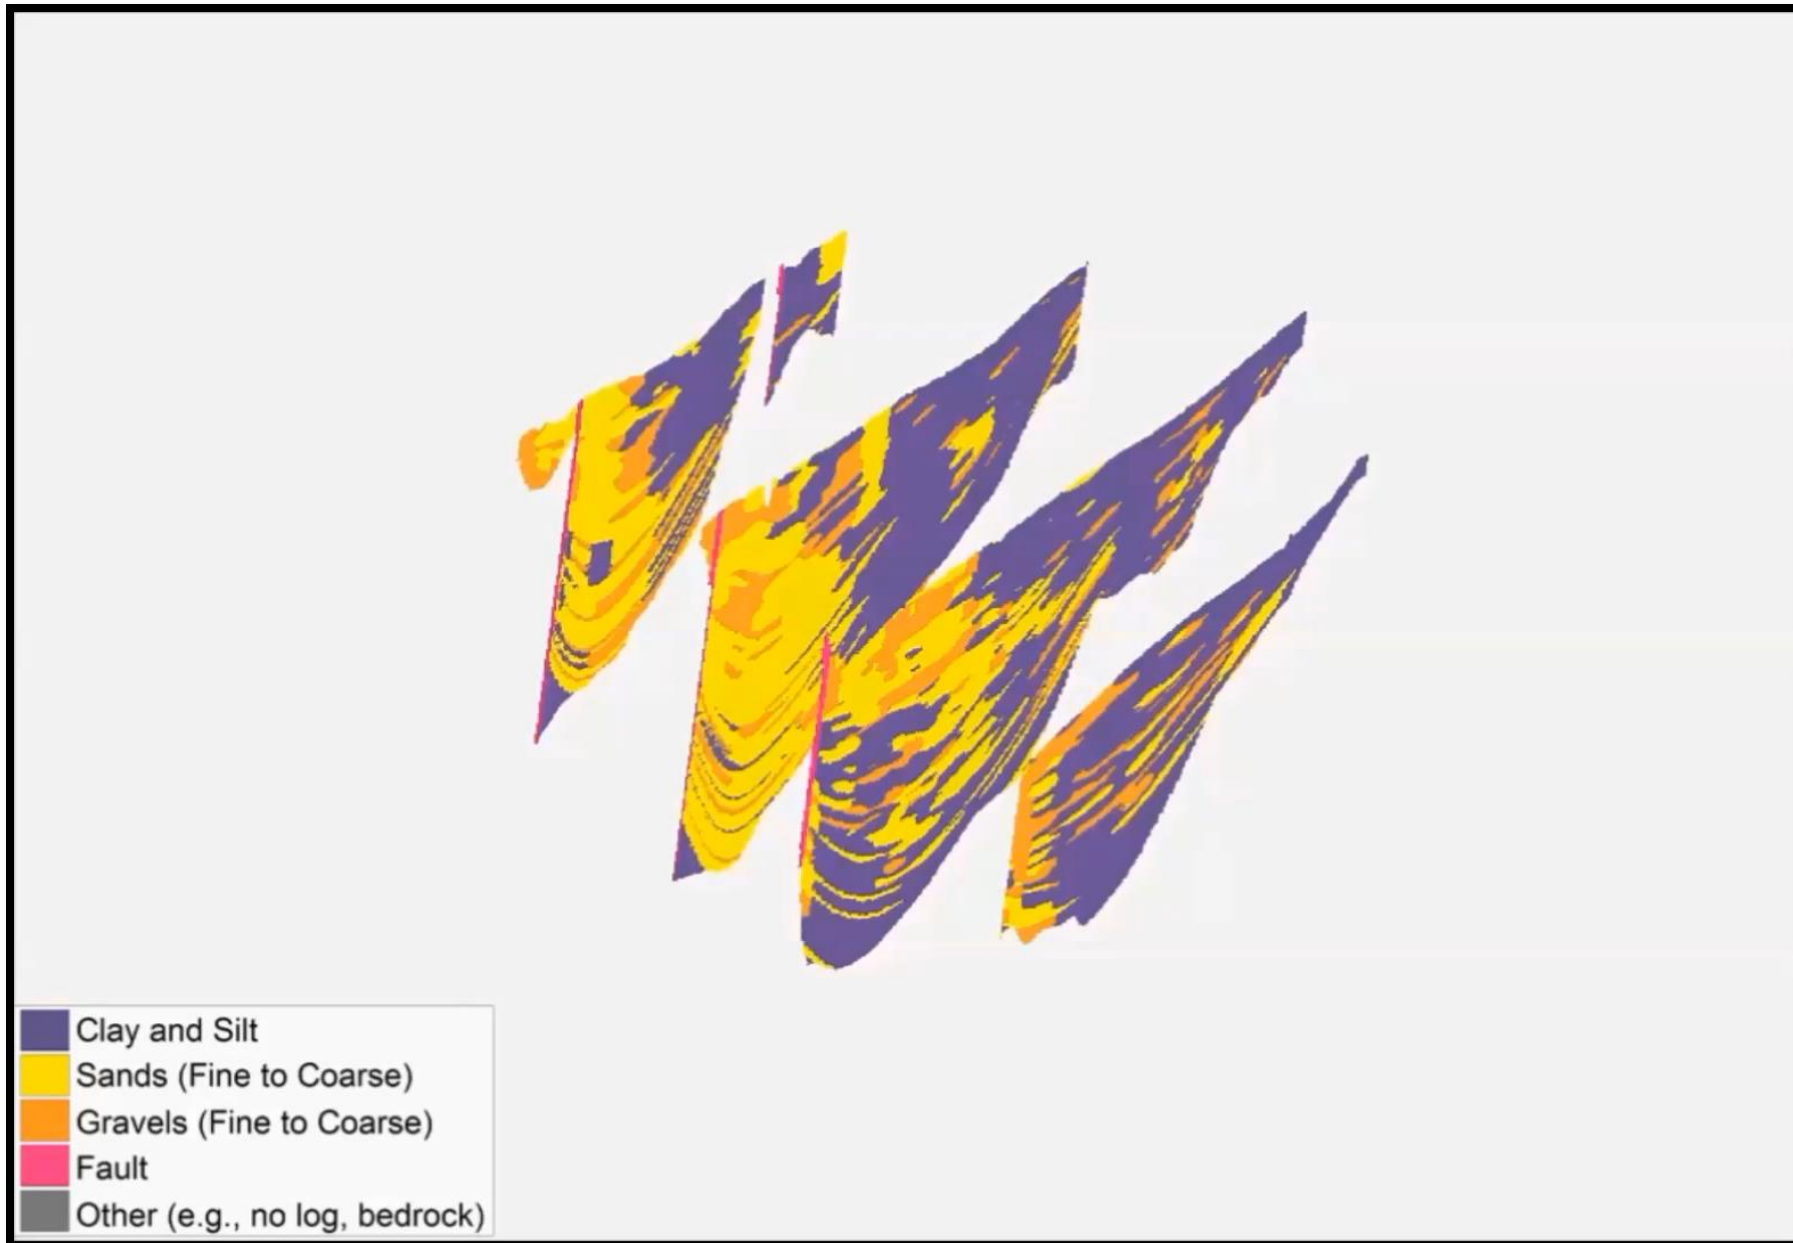 Clay and Silt
Sands (Fine to Coarse)
Gravels (Fine to Coarse)
Fault
Other (e.g., no log, bedrock)